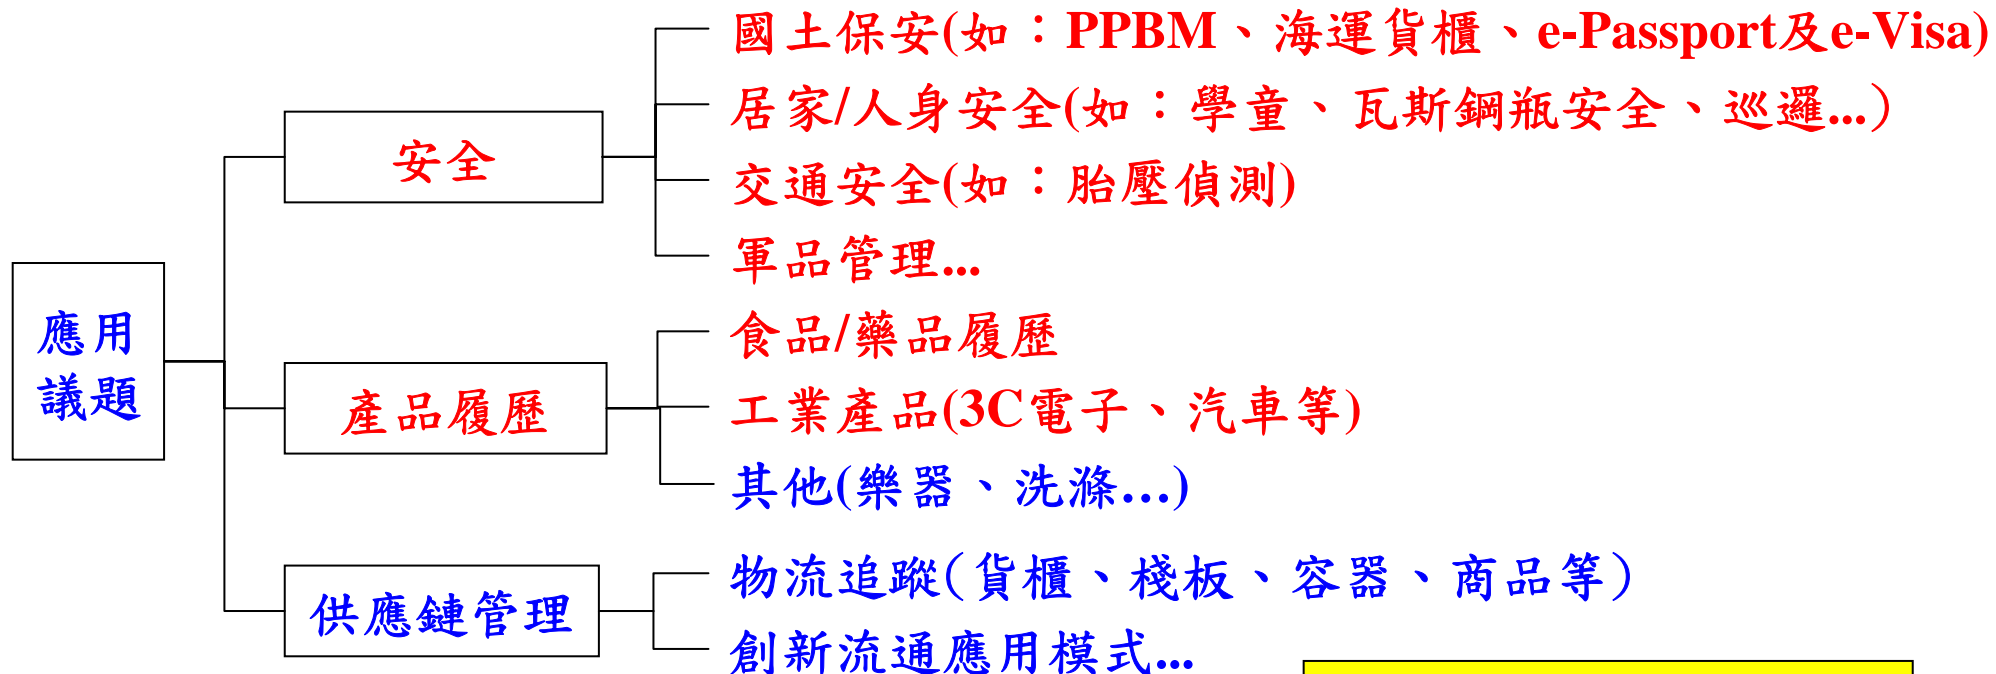 國土保安(如：PPBM、海運貨櫃、e-Passport及e-Visa)
居家/人身安全(如：學童、瓦斯鋼瓶安全、巡邏...）
安全
交通安全(如：胎壓偵測)
軍品管理...
應用
議題
食品/藥品履歷
產品履歷
工業產品(3C電子、汽車等)
其他(樂器、洗滌…)
物流追蹤（貨櫃、棧板、容器、商品等）
供應鏈管理
創新流通應用模式...